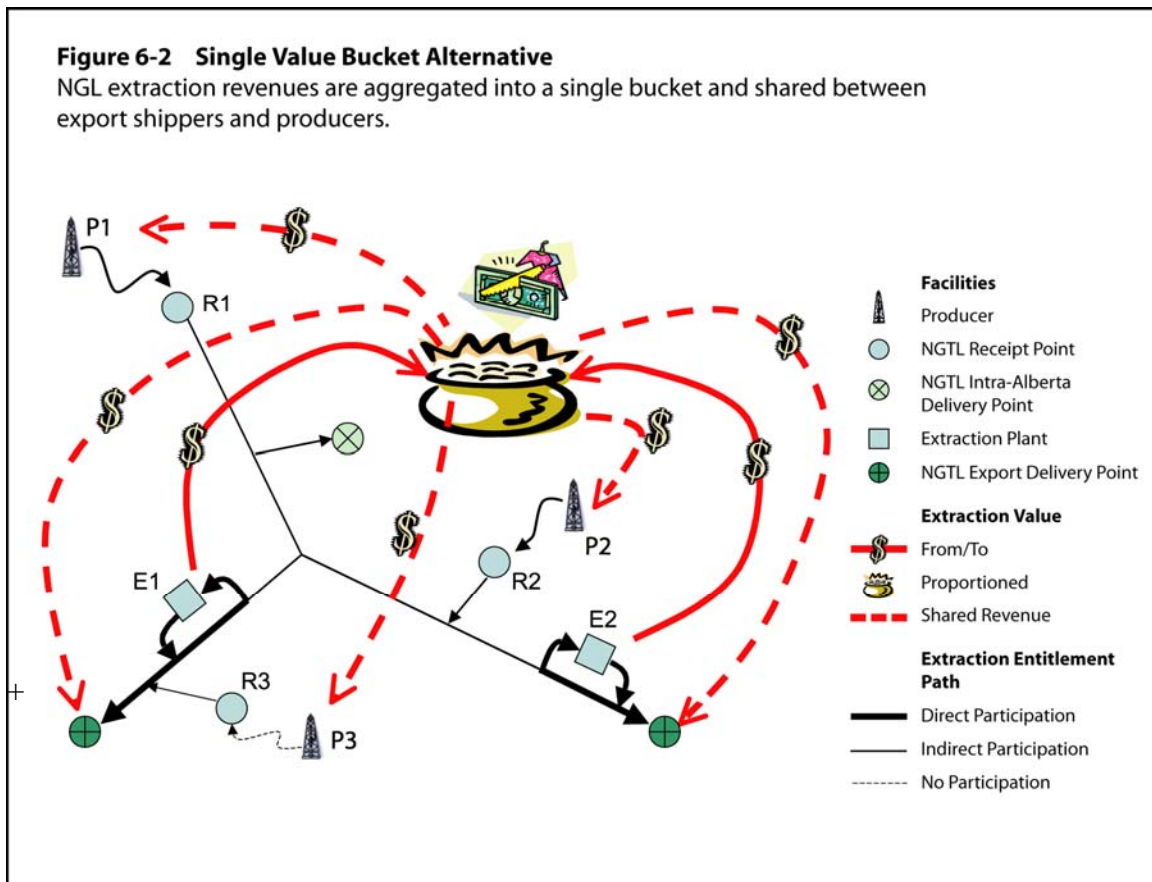 Figure 6-2 Single Value Bucket Alternative
NGL extraction revenues are aggregated into a single bucket and shared between
export shippers and producers.
P1
$
R1
$
$
$
$
$
$
P2
R2
E1
E2
R3
P3
Facilities
Producer
NGTL Receipt Point
NGTL Intra-Alberta
Delivery Point
Extraction Plant
NGTL Export Delivery Point
Extraction Value
$ From/To
Proportioned
Shared Revenue
Extraction Entitlement
Path
Direct Participation
Indirect Participation
No Participation